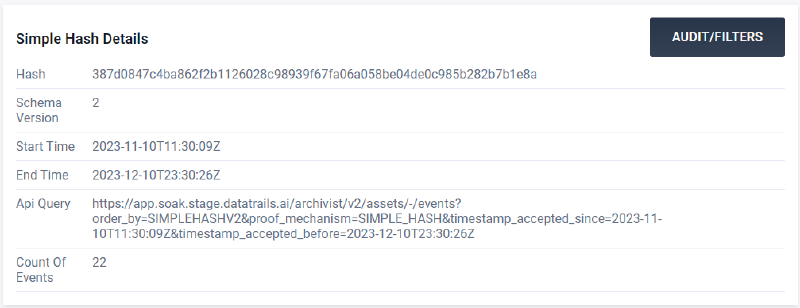 Simple Hash Details
AUDIT/FILTERS
Hash 387d0847c4ba862f2b1126028c98939f67fa06a058be04de0c985b282b7b1e8a
Schema Version 2
Start Time 2023-11-10T11:30:09Z
End Time 2023-12-10T23:30:26Z
Api Query https://app.soak.stage.datatrails.ai/archivist/v2/assets/-/events?
order_by=SIMPLEHASHV2&proof_mechanism=SIMPLE_HASH&timestamp_accepted_since=2023-11-
10T11:30:09Z&timestamp_accepted_before=2023-12-10T23:30:26Z
Count Of Events 22